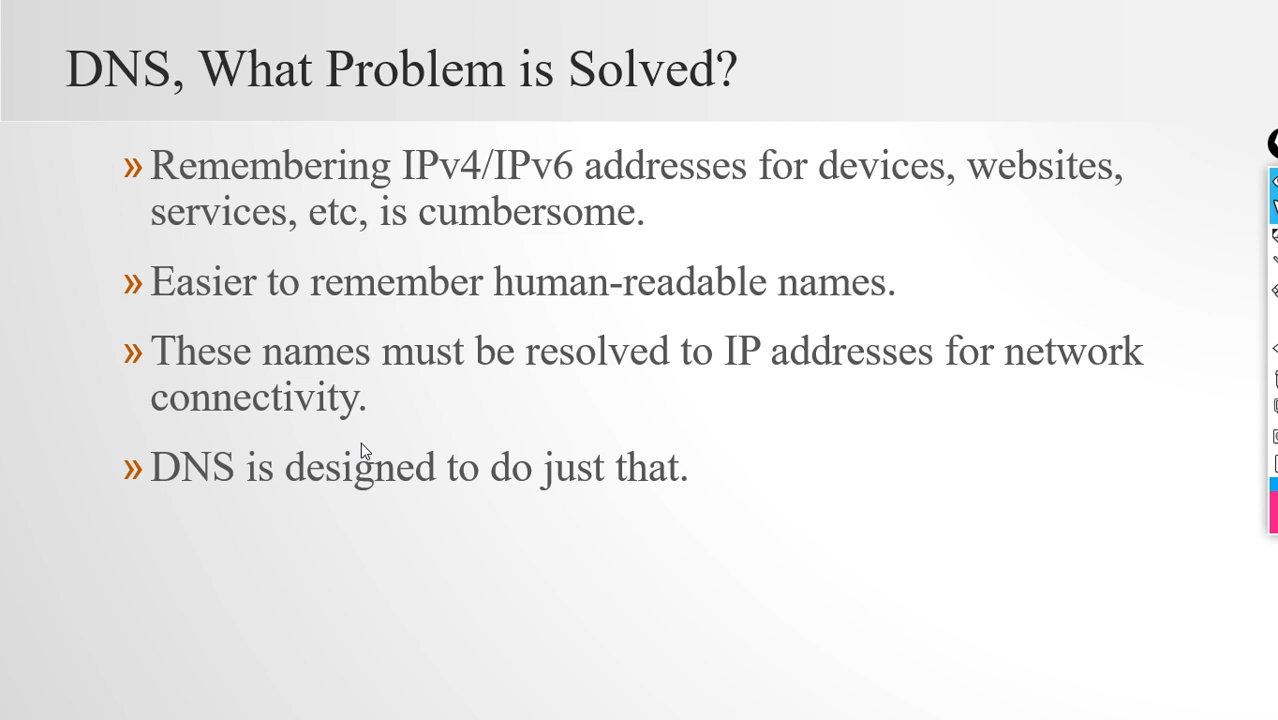 DNS, What Problem is Solved?
» Remembering IPv4/IPv6 addresses for devices, websites,
services, etc, is cumbersome.
» Easier to remember human-readable names.
» These names must be resolved to IP addresses for network
connectivity.
» DNS is designed to do just that.